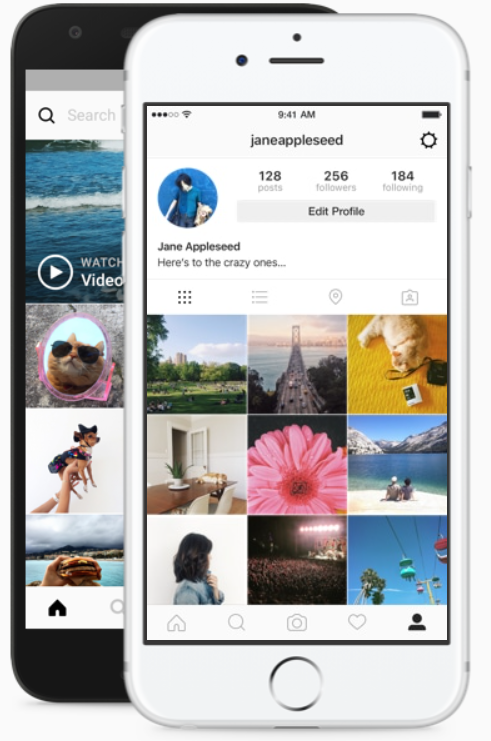 Search
WATCH
Video
9:41 AM
janeappleseed
128 256 184
posts followers following
Edit Profile
Jane Appleseed
Here's to the crazy ones...